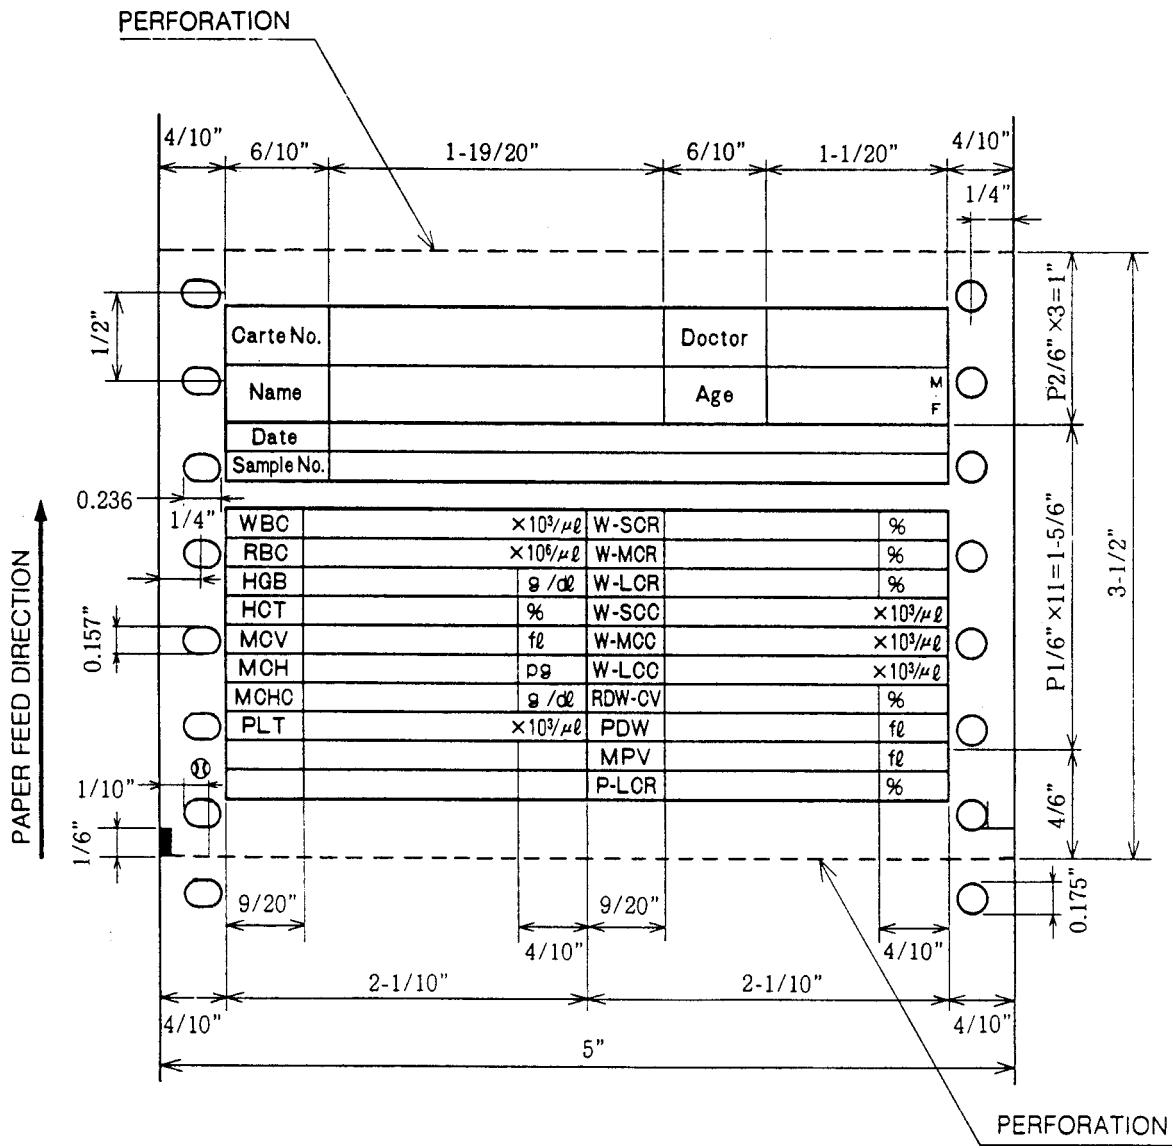 PERFORATION
4/10" 6/10" 1-19/20" 6/10" 1-1/20" 4/10"
1/4"
1/2"
P2/6" ×3=1"
Carte No. Doctor
Name Age M · F
Date
Sample No.
0.236
1/4"
PAPER FEED DIRECTION
0.157"
3-1/2"
P1/6" ×11=1-5/6"
WBC ×10³/μℓ W-SCR %
RBC ×10⁶/μℓ W-MCR %
HGB g/dℓ W-LCR %
HCT % W-SCC ×10³/μℓ
MCV fℓ W-MCC ×10³/μℓ
MCH pg W-LCC ×10³/μℓ
MCHC g/dℓ RDW-CV %
PLT ×10³/μℓ PDW fℓ
MPV fℓ
P-LCR %
1/10"
1/6"
4/6"
0.175"
9/20" 9/20"
4/10" 4/10"
2-1/10" 2-1/10"
4/10" 4/10"
5"
PERFORATION